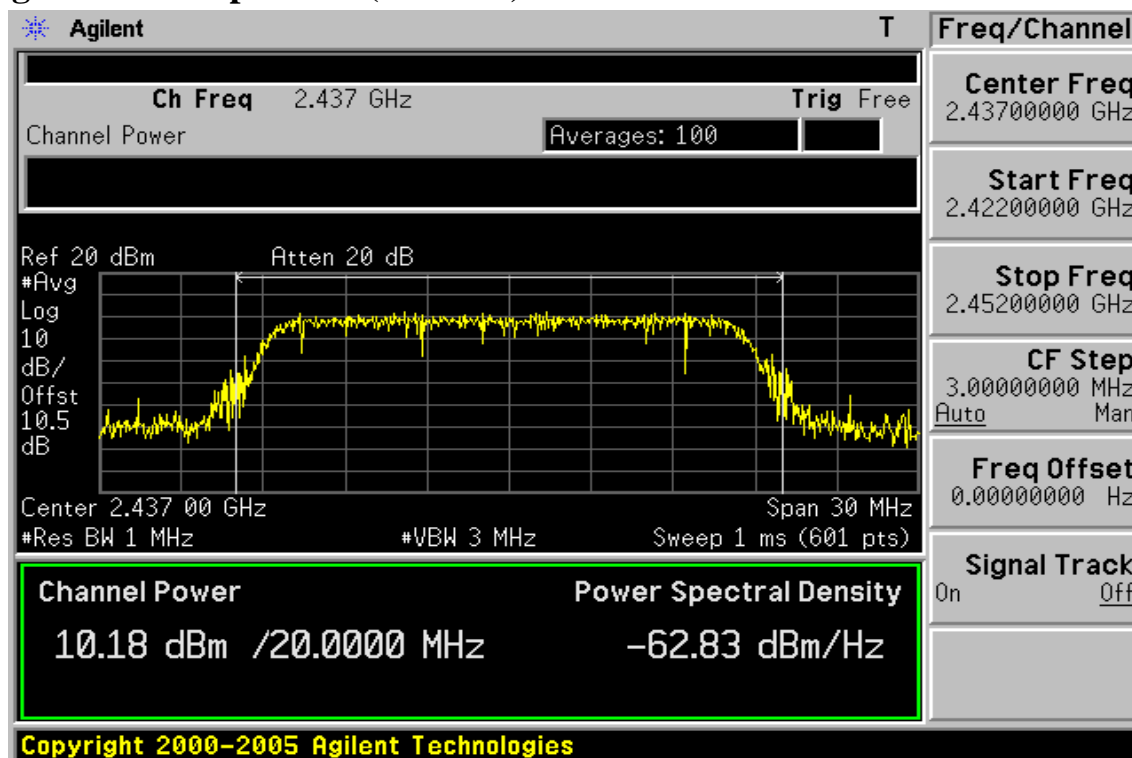 Agilent T
Freq/Channel
Ch Freq 2.437 GHz Trig Free
Channel Power Averages: 100
Ref 20 dBm Atten 20 dB
#Avg
Log
10
dB/
Offst
10.5
dB
Center 2.437 00 GHz Span 30 MHz
#Res BW 1 MHz #VBW 3 MHz Sweep 1 ms (601 pts)
Channel Power Power Spectral Density
10.18 dBm /20.0000 MHz -62.83 dBm/Hz
Copyright 2000-2005 Agilent Technologies
Center Freq
2.43700000 GHz
Start Freq
2.42200000 GHz
Stop Freq
2.45200000 GHz
CF Step
3.00000000 MHz
Auto Man
Freq Offset
0.00000000 Hz
Signal Track
On Off